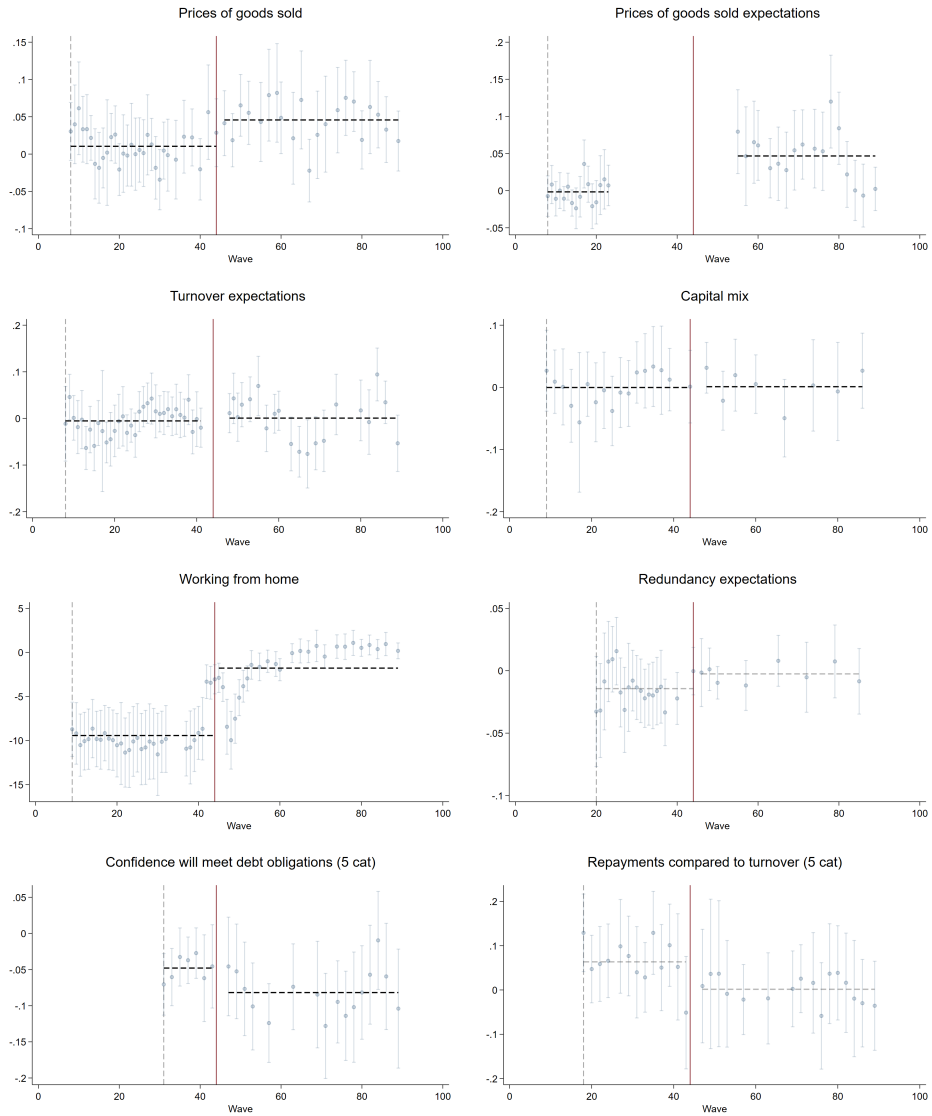 Prices of goods sold
.15
.1
.05
0
-.05
-.1
0 20 40 60 80 100
Wave
Prices of goods sold expectations
.2
.15
.1
.05
0
-.05
0 20 40 60 80 100
Wave
Turnover expectations
.2
.1
0
-.1
-.2
0 20 40 60 80 100
Wave
Capital mix
.1
0
-.1
-.2
0 20 40 60 80 100
Wave
Working from home
5
0
-5
-10
-15
0 20 40 60 80 100
Wave
Redundancy expectations
.05
0
-.05
-.1
0 20 40 60 80 100
Wave
Confidence will meet debt obligations (5 cat)
.05
0
-.05
-.1
-.15
-.2
0 20 40 60 80 100
Wave
Repayments compared to turnover (5 cat)
.2
.1
0
-.1
-.2
0 20 40 60 80 100
Wave